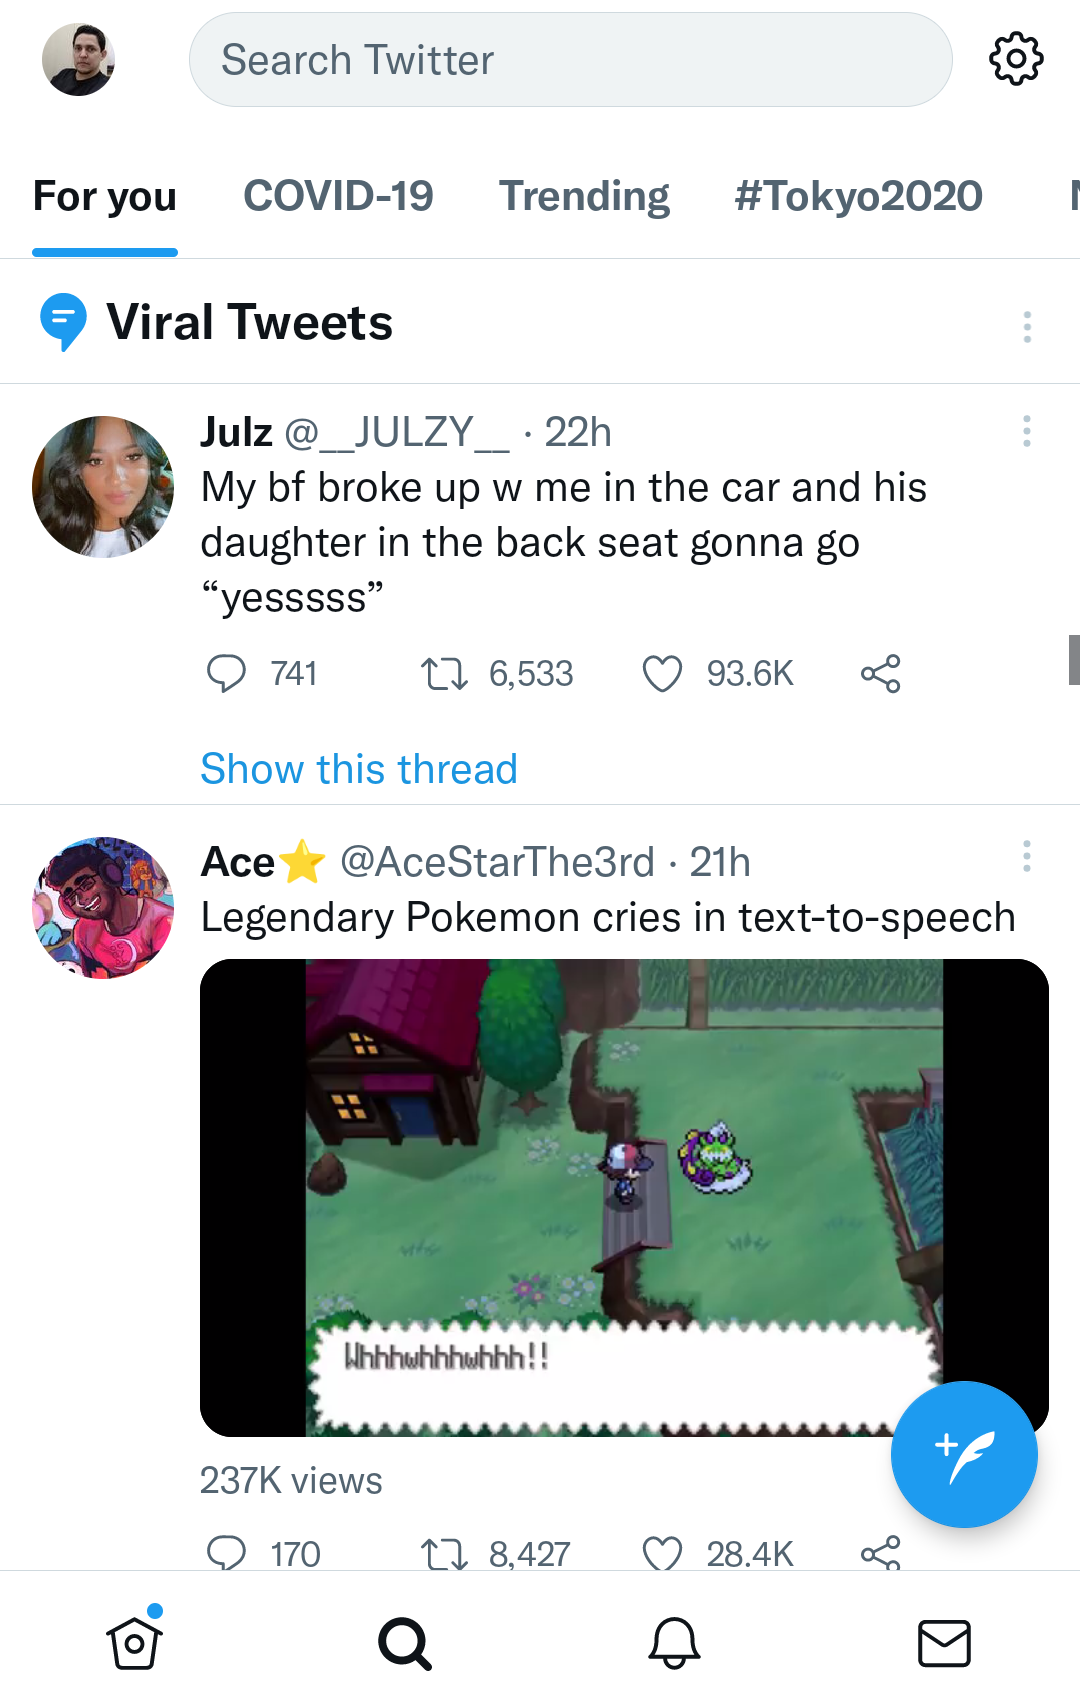 Search Twitter
For you COVID-19 Trending #Tokyo2020
Viral Tweets
Julz @__JULZY__ · 22h
My bf broke up w me in the car and his
daughter in the back seat gonna go
“yesssss”
741 6,533 93.6K
Show this thread
Ace⭐ @AceStarThe3rd · 21h
Legendary Pokemon cries in text-to-speech
Whhhwhhhwhhh!!
237K views
170 8,427 28.4K